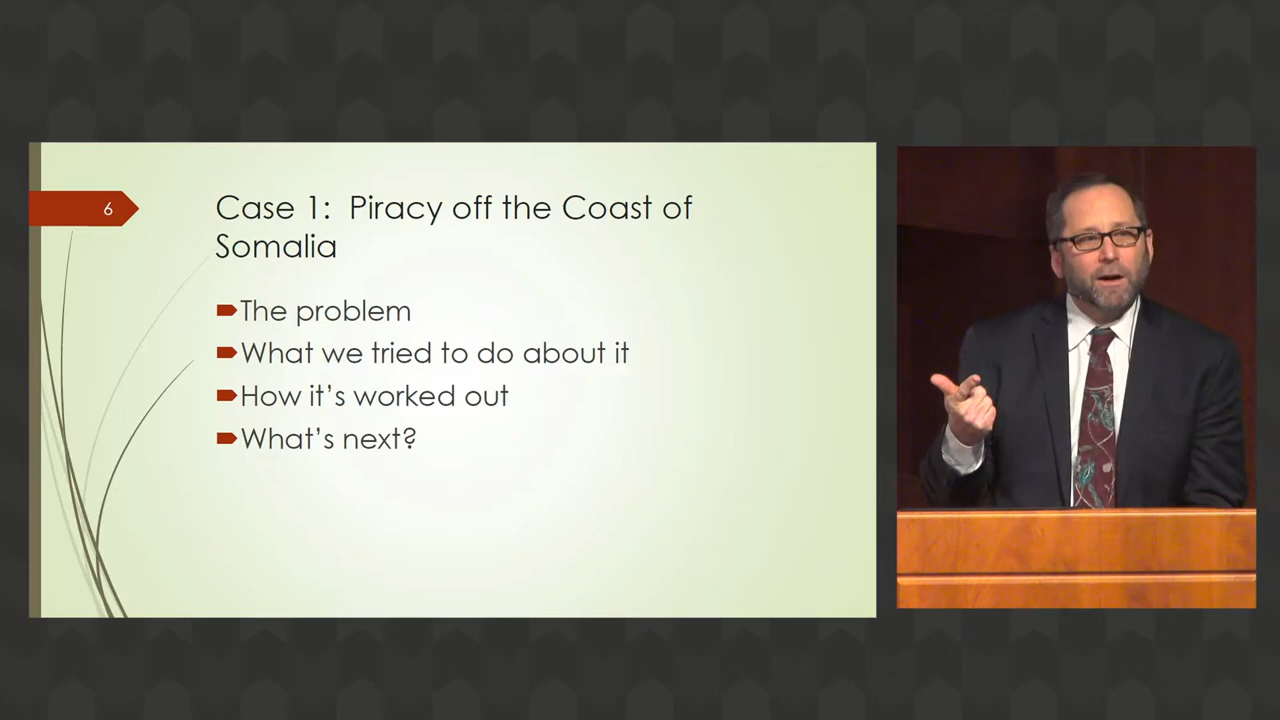 6
Case 1:  Piracy off the Coast of
Somalia
The problem
What we tried to do about it
How it's worked out
What's next?